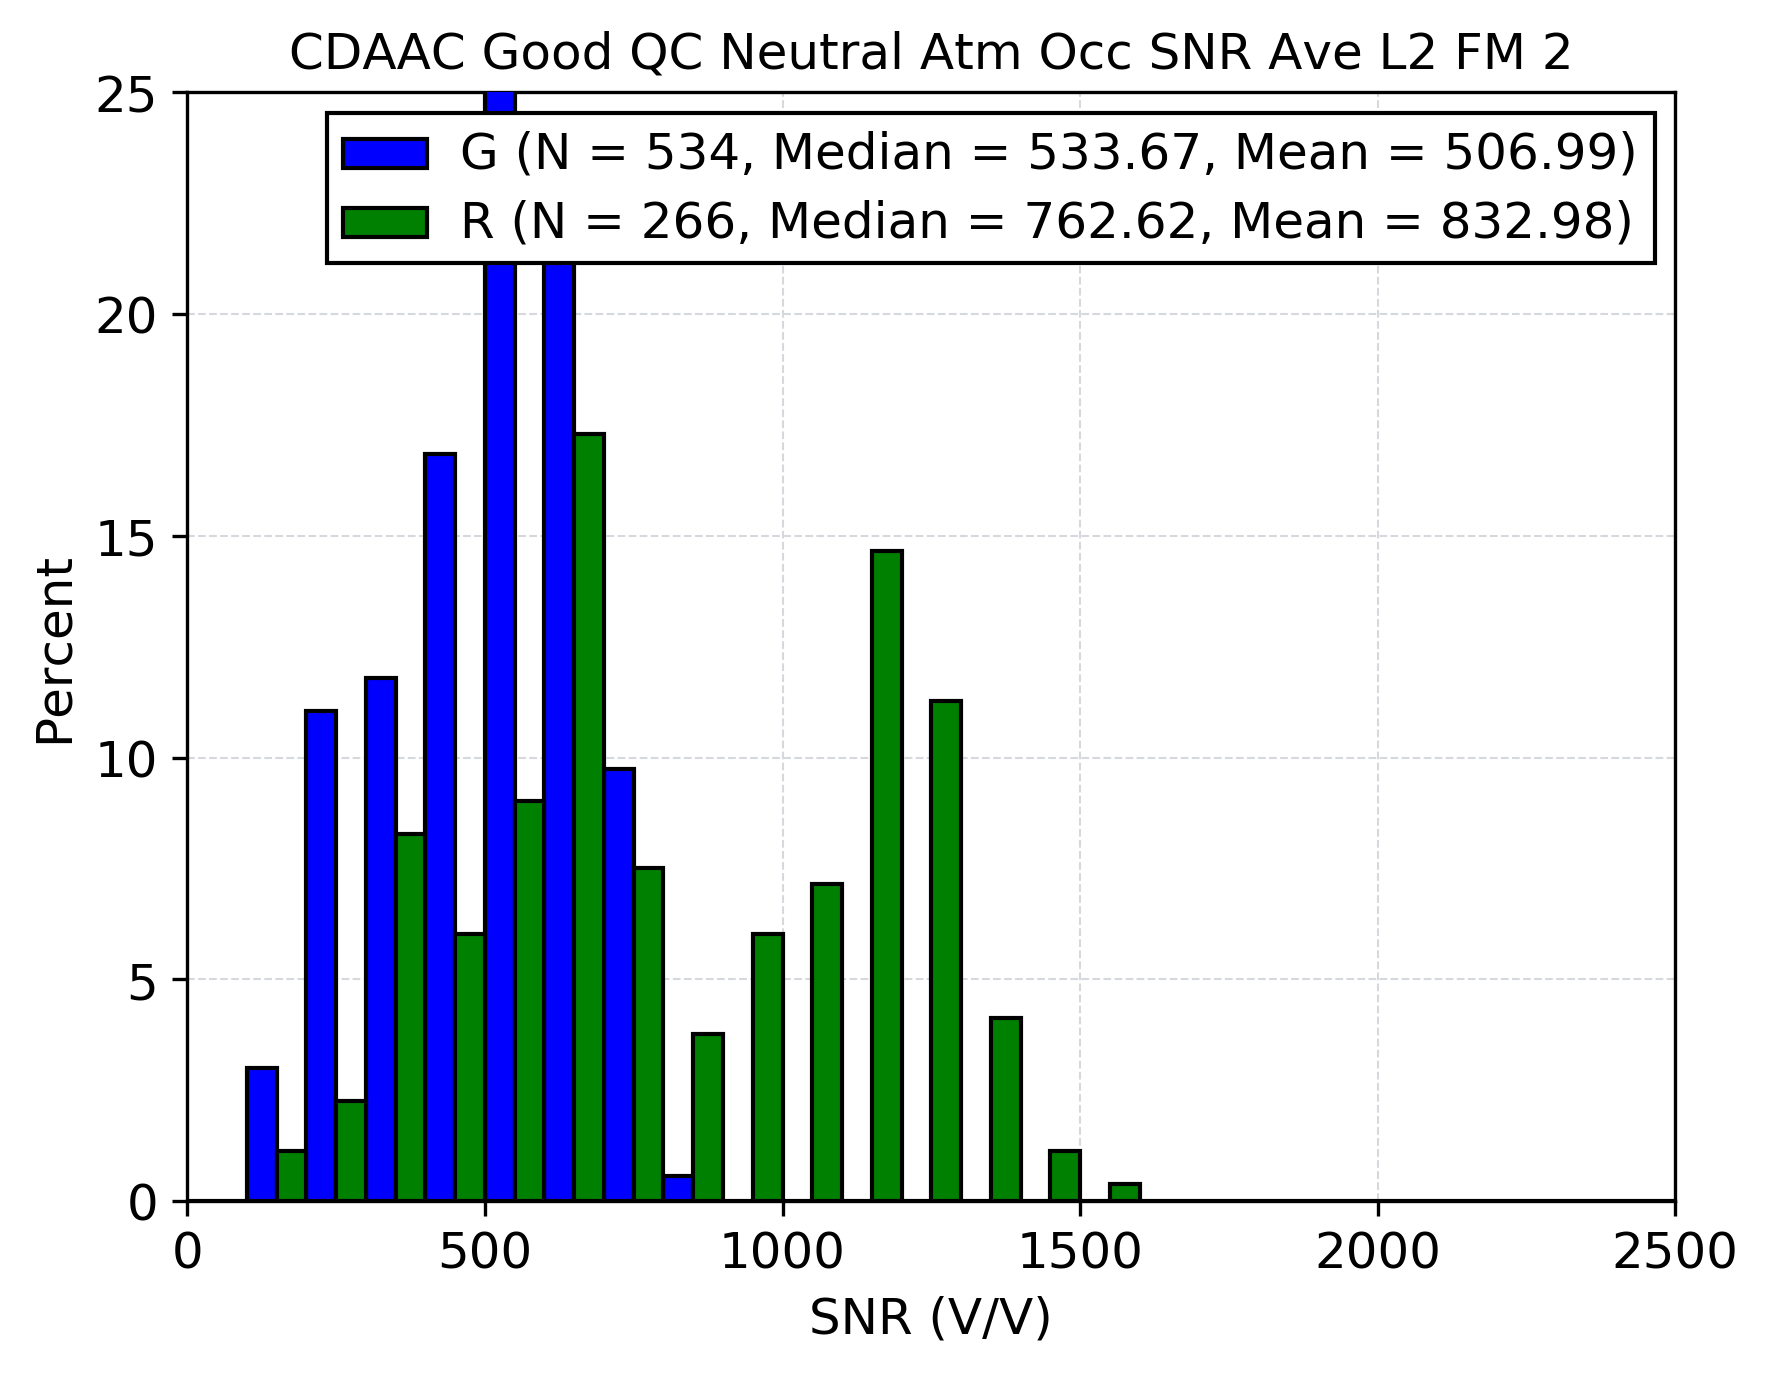 CDAAC Good QC Neutral Atm Occ SNR Ave L2 FM 2
G (N = 534, Median = 533.67, Mean = 506.99)
R (N = 266, Median = 762.62, Mean = 832.98)
25
20
15
10
5
0
Percent
0 500 1000 1500 2000 2500
SNR (V/V)